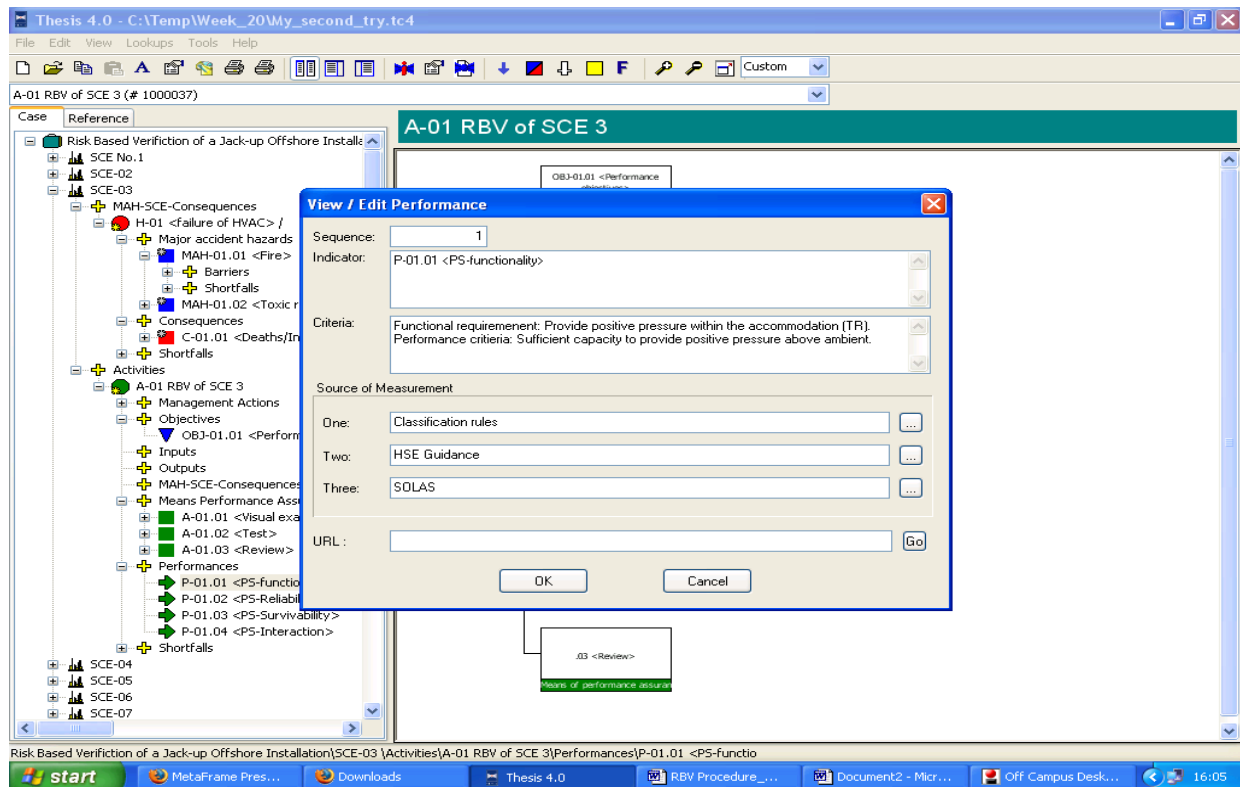 Thesis 4.0 - C:\Temp\Week_20\My_second_try.tc4
File Edit View Lookups Tools Help
Custom
A-01 RBV of SCE 3 (# 1000037)
Case Reference
A-01 RBV of SCE 3
Risk Based Verifiction of a Jack-up Offshore Installa
SCE No.1
SCE-02
SCE-03
MAH-SCE-Consequences
H-01 <failure of HVAC> /
Major accident hazards
MAH-01.01 <Fire>
Barriers
Shortfalls
MAH-01.02 <Toxic r
Consequences
C-01.01 <Deaths/In
Shortfalls
Activities
A-01 RBV of SCE 3
Management Actions
Objectives
OBJ-01.01 <Perform
Inputs
Outputs
MAH-SCE-Consequences
Means Performance Assu
A-01.01 <Visual exa
A-01.02 <Test>
A-01.03 <Review>
Performances
P-01.01 <PS-functio
P-01.02 <PS-Reliabil
P-01.03 <PS-Survivability>
P-01.04 <PS-Interaction>
Shortfalls
SCE-04
SCE-05
SCE-06
SCE-07
OBJ-01.01 <Performance
objectives>
View / Edit Performance
Sequence: 1
Indicator: P-01.01 <PS-functionality>
Criteria: Functional requiremenent: Provide positive pressure within the accommodation (TR).
Performance critieria: Sufficient capacity to provide positive pressure above ambient.
Source of Measurement
One: Classification rules ...
Two: HSE Guidance ...
Three: SOLAS ...
URL : Go
OK Cancel
.03 <Review>
Means of performance assuran
Risk Based Verifiction of a Jack-up Offshore Installation\SCE-03 \Activities\A-01 RBV of SCE 3\Performances\P-01.01 <PS-functio
start MetaFrame Pres... Downloads Thesis 4.0 RBV Procedure_... Document2 - Micr... Off Campus Desk... 16:05